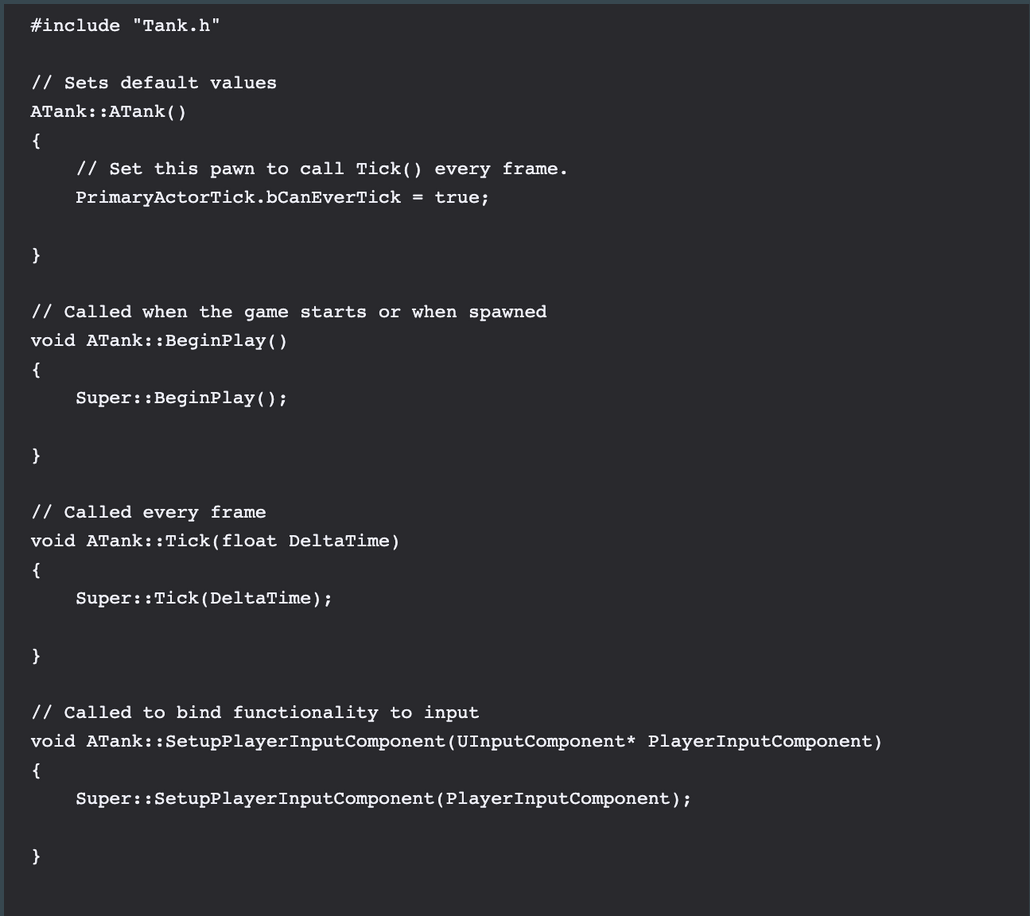 #include "Tank.h"
// Sets default values
ATank::ATank()
{
    // Set this pawn to call Tick() every frame.
    PrimaryActorTick.bCanEverTick = true;
}
// Called when the game starts or when spawned
void ATank::BeginPlay()
{
    Super::BeginPlay();
}
// Called every frame
void ATank::Tick(float DeltaTime)
{
    Super::Tick(DeltaTime);
}
// Called to bind functionality to input
void ATank::SetupPlayerInputComponent(UInputComponent* PlayerInputComponent)
{
    Super::SetupPlayerInputComponent(PlayerInputComponent);
}